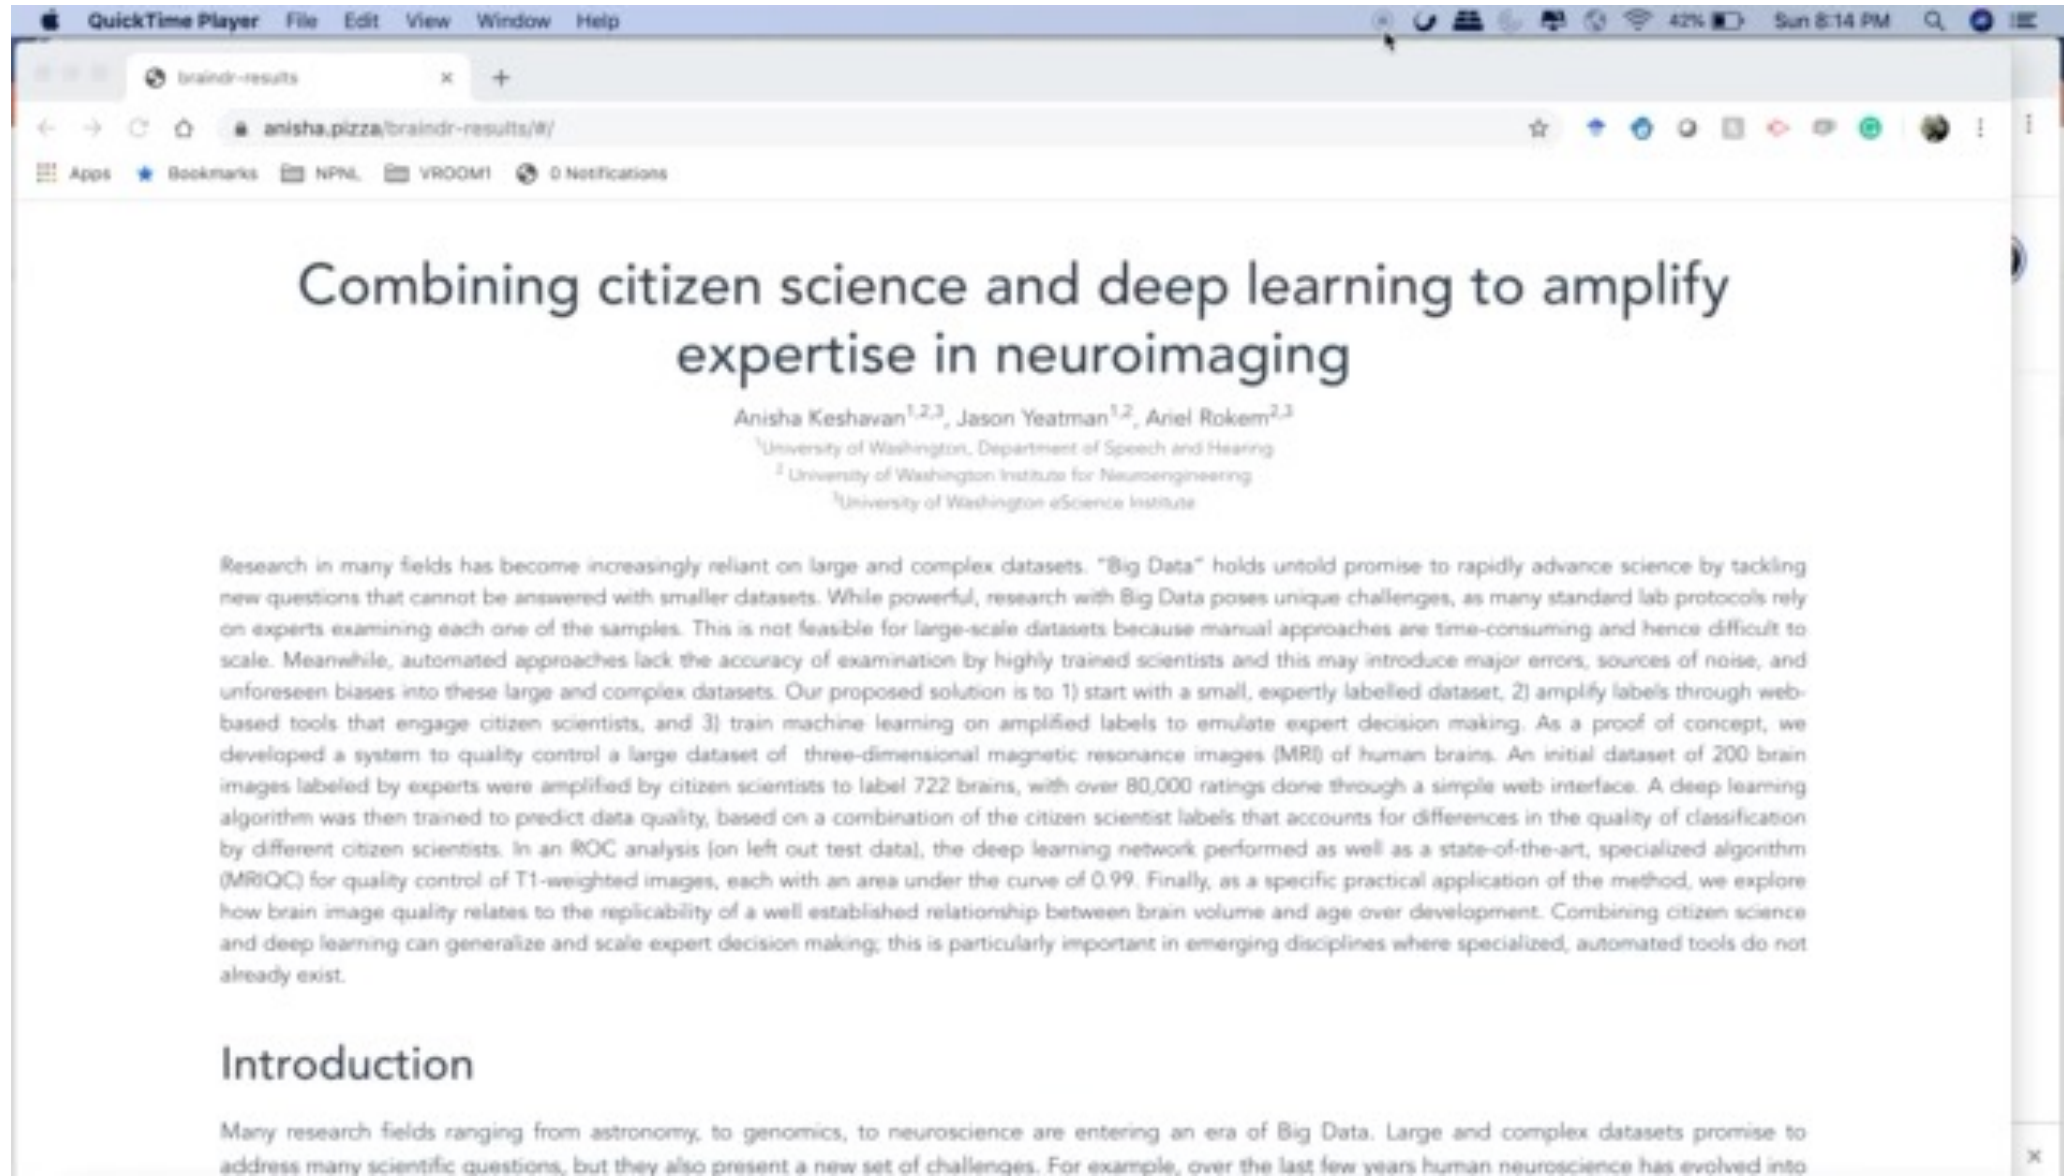 QuickTime Player File Edit View Window Help 42% Sun 8:14 PM
braindr-results × +
anisha.pizza/braindr-results/#/
Apps Bookmarks NPNL VROOM1 0 Notifications
Combining citizen science and deep learning to amplify
expertise in neuroimaging
Anisha Keshavan1,2,3, Jason Yeatman1,2, Ariel Rokem2,3
1University of Washington, Department of Speech and Hearing
2 University of Washington Institute for Neuroengineering
3University of Washington eScience Institute
Research in many fields has become increasingly reliant on large and complex datasets. "Big Data" holds untold promise to rapidly advance science by tackling
new questions that cannot be answered with smaller datasets. While powerful, research with Big Data poses unique challenges, as many standard lab protocols rely
on experts examining each one of the samples. This is not feasible for large-scale datasets because manual approaches are time-consuming and hence difficult to
scale. Meanwhile, automated approaches lack the accuracy of examination by highly trained scientists and this may introduce major errors, sources of noise, and
unforeseen biases into these large and complex datasets. Our proposed solution is to 1) start with a small, expertly labelled dataset, 2) amplify labels through web-
based tools that engage citizen scientists, and 3) train machine learning on amplified labels to emulate expert decision making. As a proof of concept, we
developed a system to quality control a large dataset of three-dimensional magnetic resonance images (MRI) of human brains. An initial dataset of 200 brain
images labeled by experts were amplified by citizen scientists to label 722 brains, with over 80,000 ratings done through a simple web interface. A deep learning
algorithm was then trained to predict data quality, based on a combination of the citizen scientist labels that accounts for differences in the quality of classification
by different citizen scientists. In an ROC analysis (on left out test data), the deep learning network performed as well as a state-of-the-art, specialized algorithm
(MRIQC) for quality control of T1-weighted images, each with an area under the curve of 0.99. Finally, as a specific practical application of the method, we explore
how brain image quality relates to the replicability of a well established relationship between brain volume and age over development. Combining citizen science
and deep learning can generalize and scale expert decision making; this is particularly important in emerging disciplines where specialized, automated tools do not
already exist.
Introduction
Many research fields ranging from astronomy, to genomics, to neuroscience are entering an era of Big Data. Large and complex datasets promise to
address many scientific questions, but they also present a new set of challenges. For example, over the last few years human neuroscience has evolved into